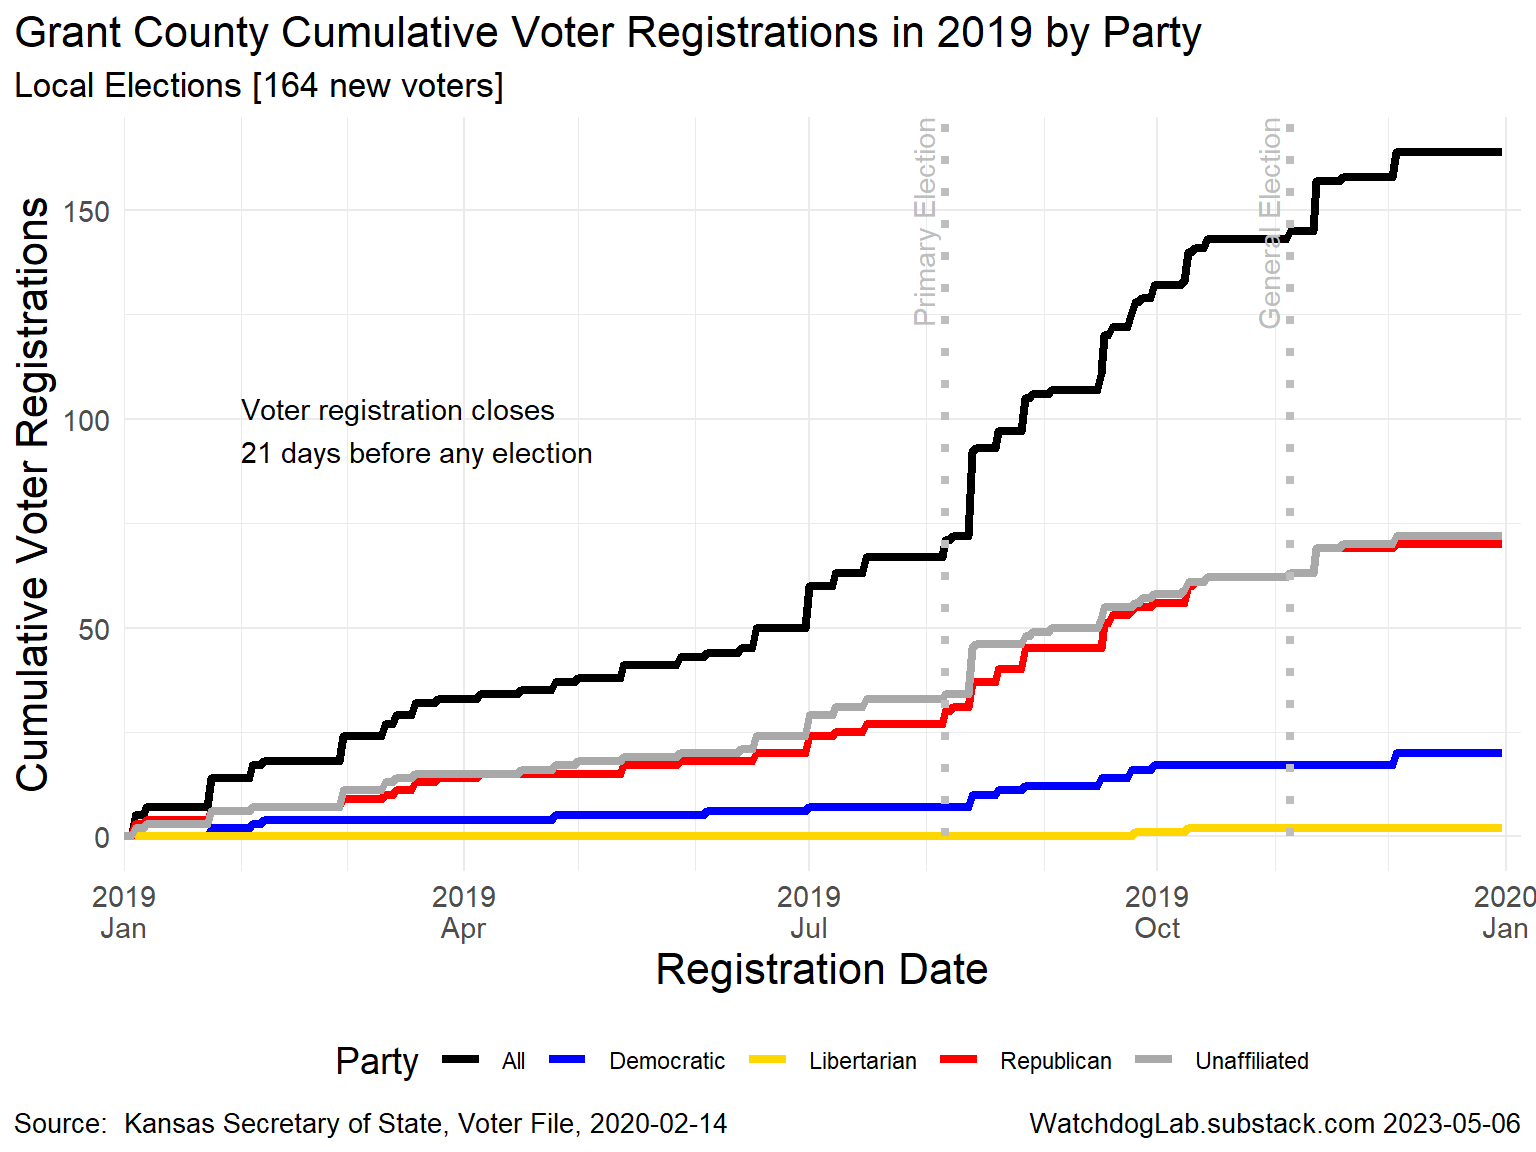 Grant County Cumulative Voter Registrations in 2019 by Party
Local Elections [164 new voters]
Cumulative Voter Registrations
150
100
50
0
Primary Election
General Election
Voter registration closes
21 days before any election
2019 2019 2019 2019 2020
Jan Apr Jul Oct Jan
Registration Date
Party All Democratic Libertarian Republican Unaffiliated
Source:  Kansas Secretary of State, Voter File, 2020-02-14
WatchdogLab.substack.com 2023-05-06